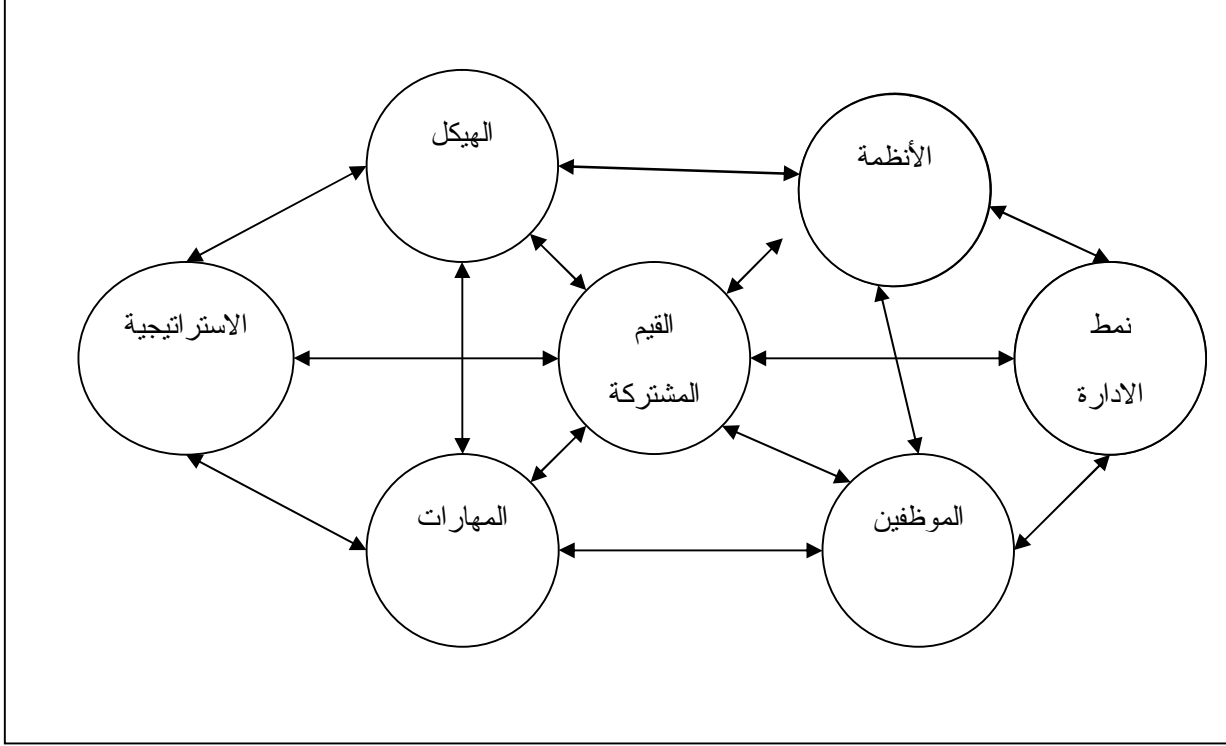 الهيكل
الأنظمة
الاستراتيجية
القيم
المشتركة
نمط
الادارة
المهارات
الموظفين